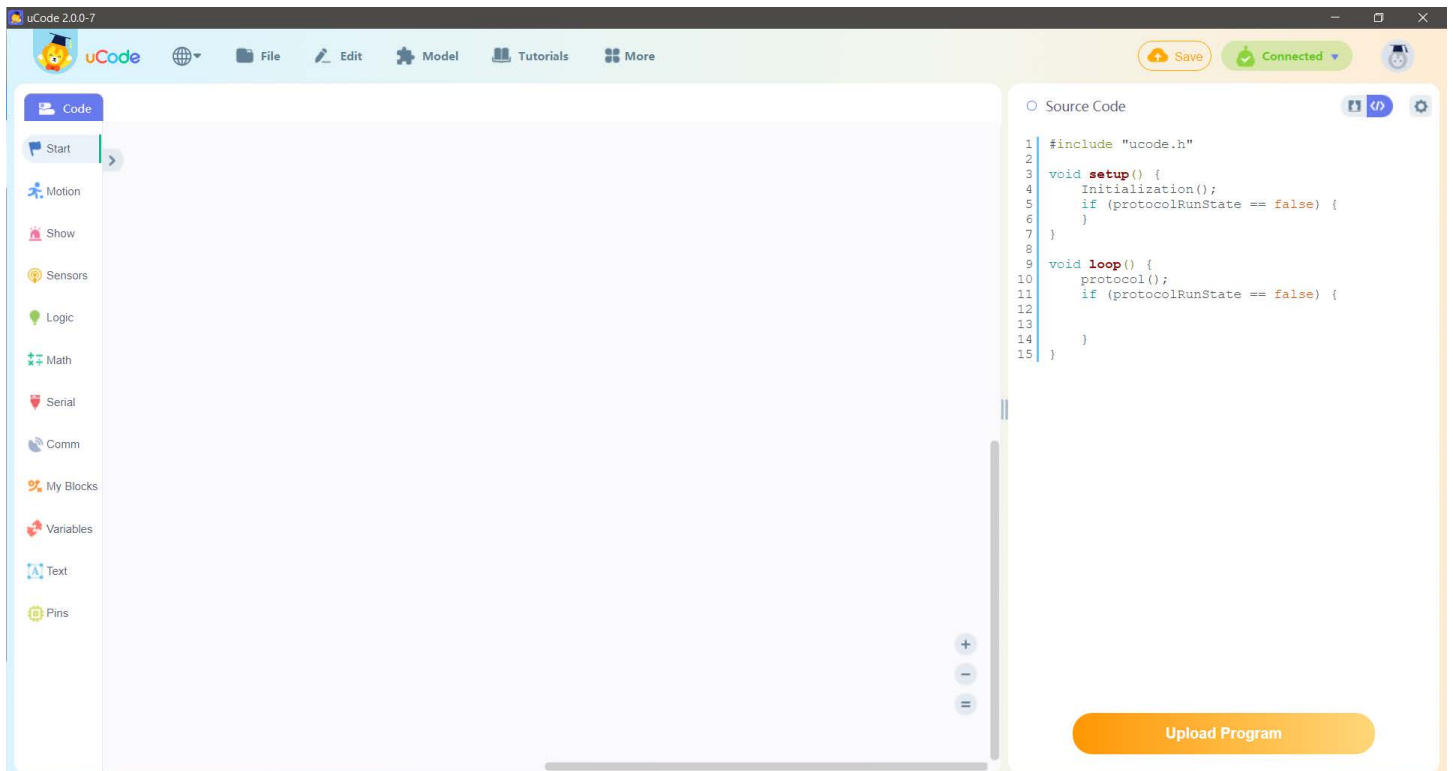 uCode 2.0.0-7
uCode File Edit Model Tutorials More Save Connected
Code
Start
Motion
Show
Sensors
Logic
Math
Serial
Comm
My Blocks
Variables
Text
Pins
Source Code
1 #include "ucode.h"
2
3 void setup() {
4 Initialization();
5 if (protocolRunState == false) {
6 }
7 }
8
9 void loop() {
10 protocol();
11 if (protocolRunState == false) {
12
13
14 }
15 }
Upload Program